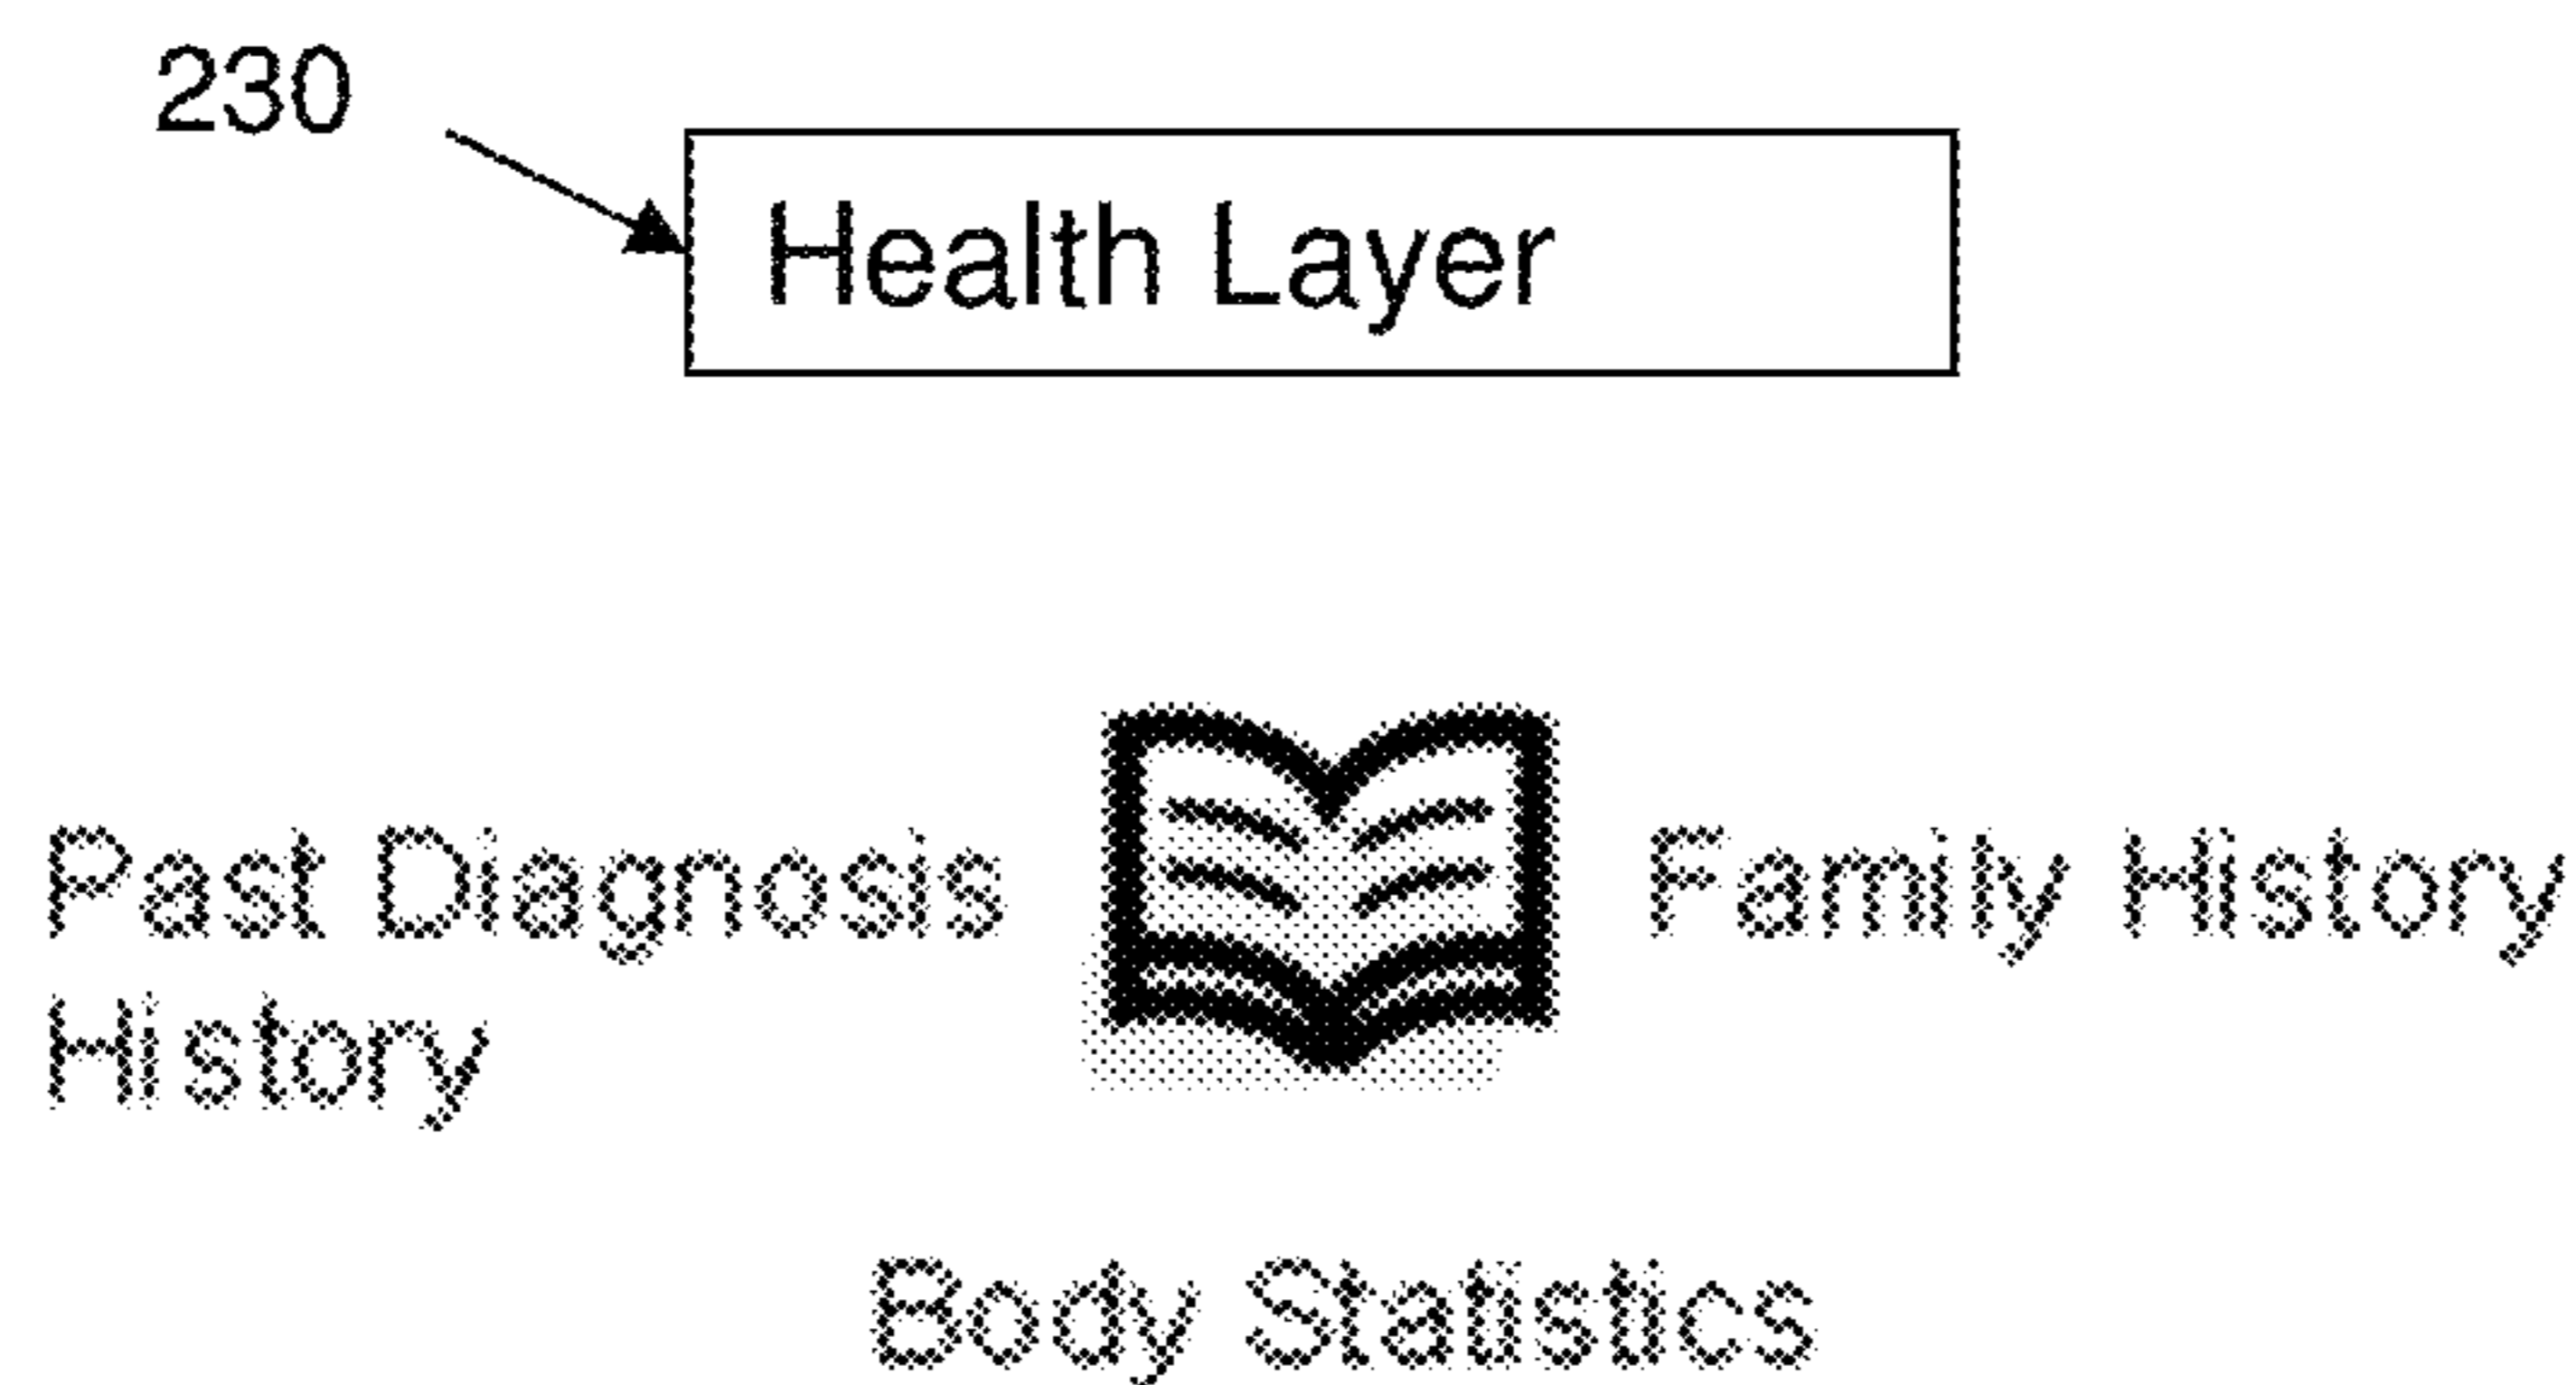 230
Health Layer
Past Diagnosis
History
Family History
Body Statistics